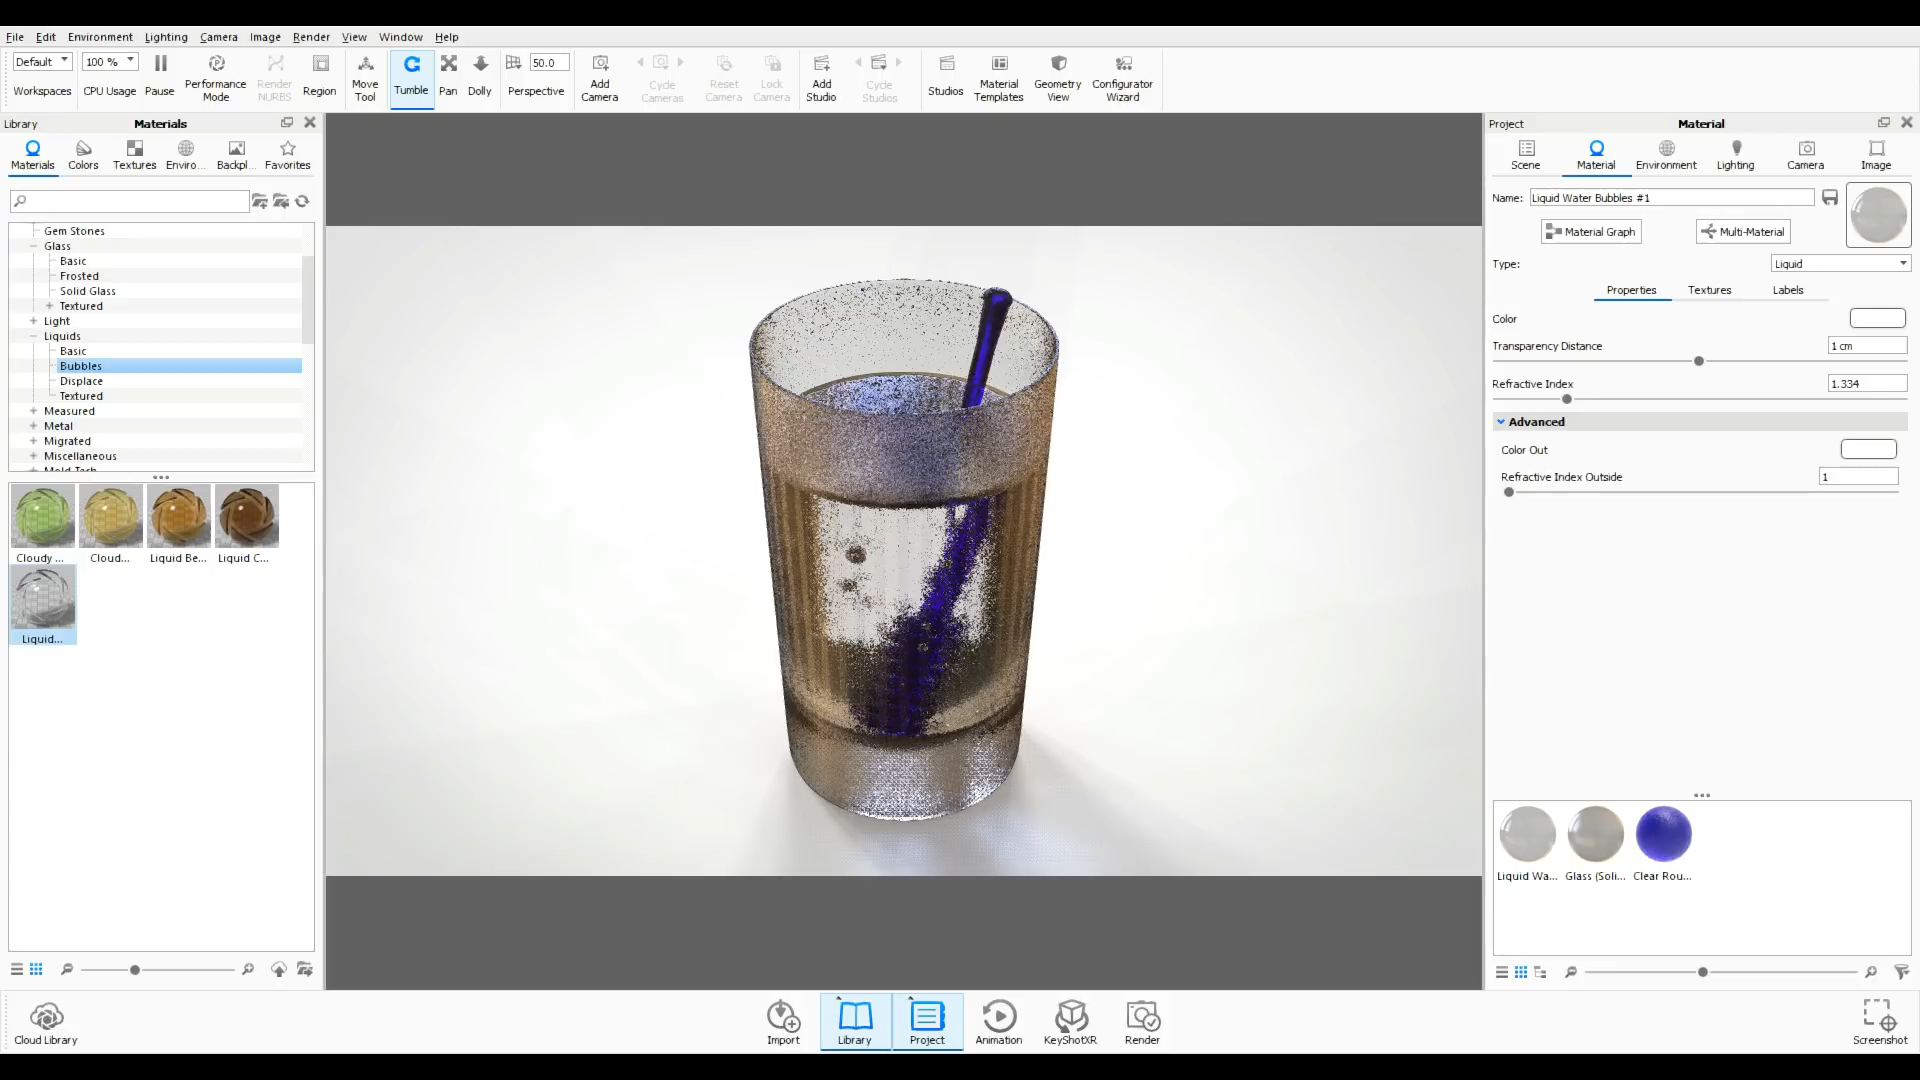 File Edit Environment Lighting Camera Image Render View Window Help
Default 100 % 50.0
Workspaces CPU Usage Pause Performance Mode Render NURBS Region Move Tool Tumble Pan Dolly Perspective Add Camera Cycle Cameras Reset Camera Lock Camera Add Studio Cycle Studios Studios Material Templates Geometry View Configurator Wizard
Library Materials
Materials Colors Textures Enviro... Backpl... Favorites
Gem Stones
Glass
Basic
Frosted
Solid Glass
Textured
Light
Liquids
Basic
Bubbles
Displace
Textured
Measured
Metal
Migrated
Miscellaneous
Mold Tech
Cloudy ... Cloud... Liquid Be... Liquid C...
Liquid...
Project Material
Scene Material Environment Lighting Camera Image
Name: Liquid Water Bubbles #1
Material Graph Multi-Material
Type: Liquid
Properties Textures Labels
Color
Transparency Distance 1 cm
Refractive Index 1.334
Advanced
Color Out
Refractive Index Outside 1
Liquid Wa... Glass (Soli... Clear Rou...
Cloud Library Import Library Project Animation KeyShotXR Render Screenshot